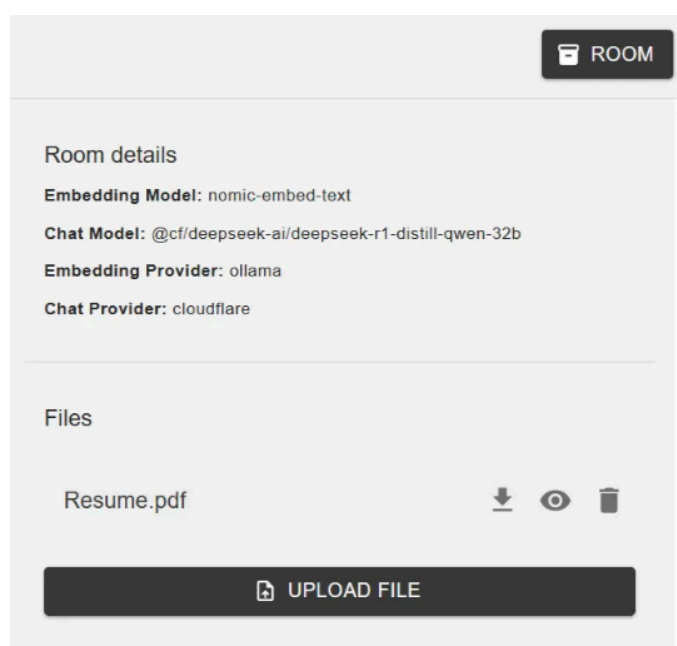 ROOM
Room details
Embedding Model: nomic-embed-text
Chat Model: @cf/deepseek-ai/deepseek-r1-distill-qwen-32b
Embedding Provider: ollama
Chat Provider: cloudflare
Files
Resume.pdf
UPLOAD FILE